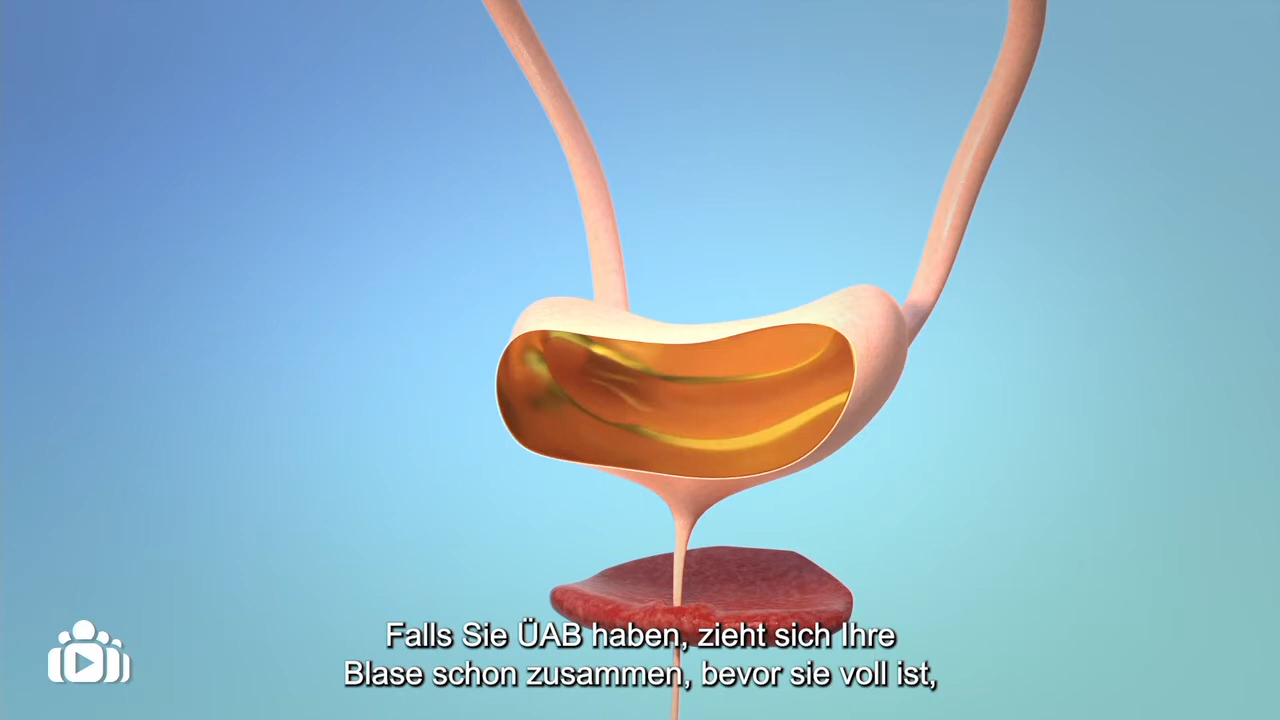 Falls Sie ÜAB haben, zieht sich Ihre
Blase schon zusammen, bevor sie voll ist,